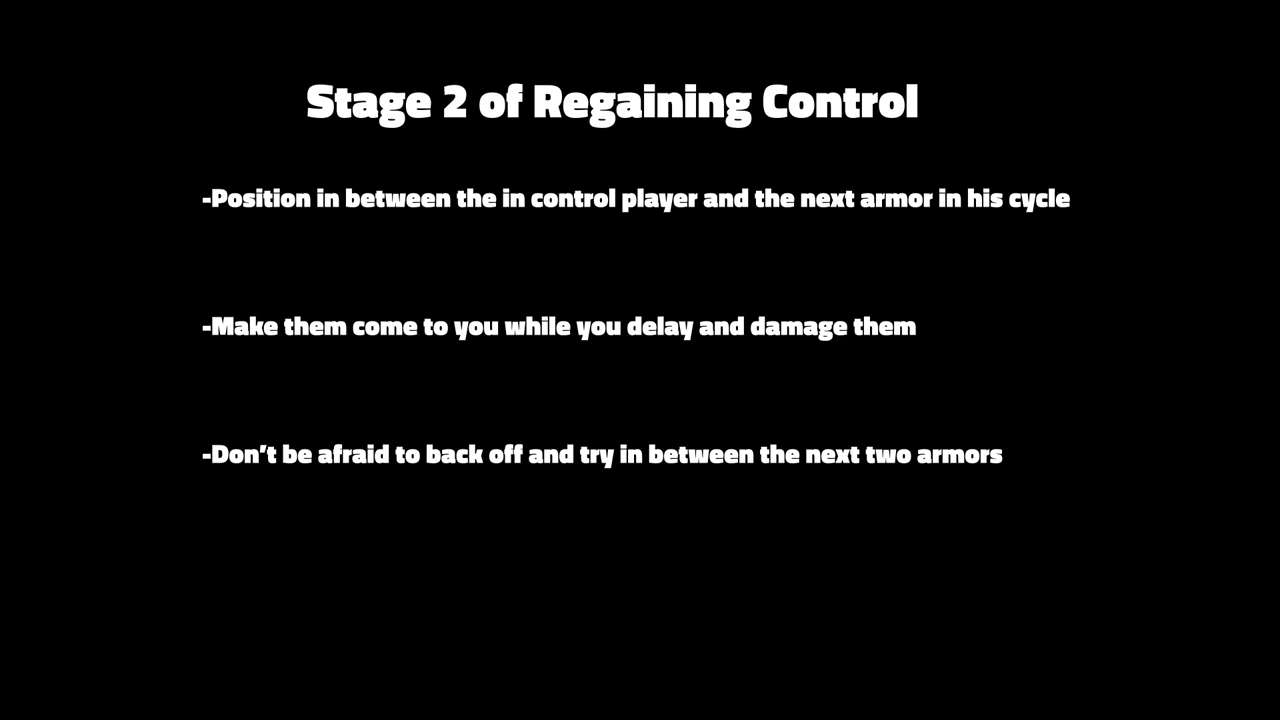 Stage 2 of Regaining Control
-Position in between the in control player and the next armor in his cycle
-Make them come to you while you delay and damage them
-Don’t be afraid to back off and try in between the next two armors